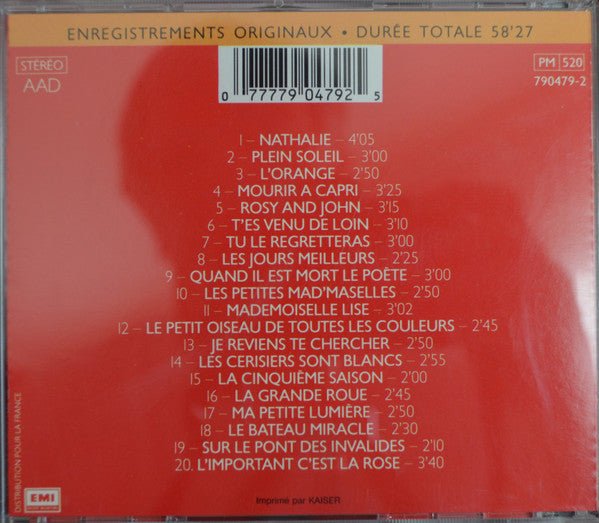 ENREGISTREMENTS ORIGINAUX • DURÉE TOTALE 58'27
STÉRÉO
AAD
PM 520
790479-2
0 77779 04792 5
1 – NATHALIE – 4'05
2 – PLEIN SOLEIL – 3'00
3 – L'ORANGE – 2'50
4 – MOURIR A CAPRI – 3'25
5 – ROSY AND JOHN – 3'15
6 – T'ES VENU DE LOIN – 3'10
7 – TU LE REGRETTERAS – 3'00
8 – LES JOURS MEILLEURS – 2'25
9 – QUAND IL EST MORT LE POÈTE – 3'00
10 – LES PETITES MAD'MASELLES – 2'50
11 – MADEMOISELLE LISE – 3'02
12 – LE PETIT OISEAU DE TOUTES LES COULEURS – 2'45
13 – JE REVIENS TE CHERCHER – 2'50
14 – LES CERISIERS SONT BLANCS – 2'55
15 – LA CINQUIÈME SAISON – 2'00
16 – LA GRANDE ROUE – 2'45
17 – MA PETITE LUMIÈRE – 2'50
18 – LE BATEAU MIRACLE – 2'30
19 – SUR LE PONT DES INVALIDES – 2'10
20. L'IMPORTANT C'EST LA ROSE – 3'40
DISTRIBUTION POUR LA FRANCE
EMI
Imprimé par KAISER